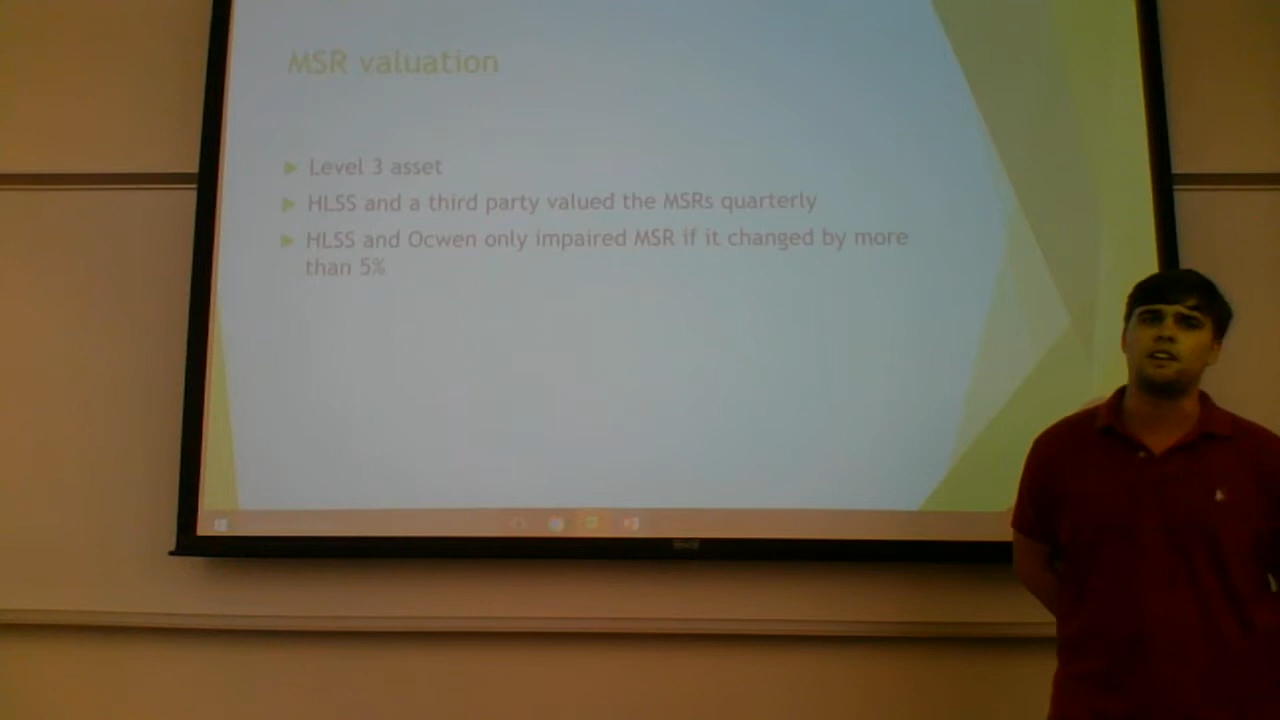 MSR valuation
Level 3 asset
HLSS and a third party valued the MSRs quarterly
HLSS and Ocwen only impaired MSR if it changed by more
than 5%